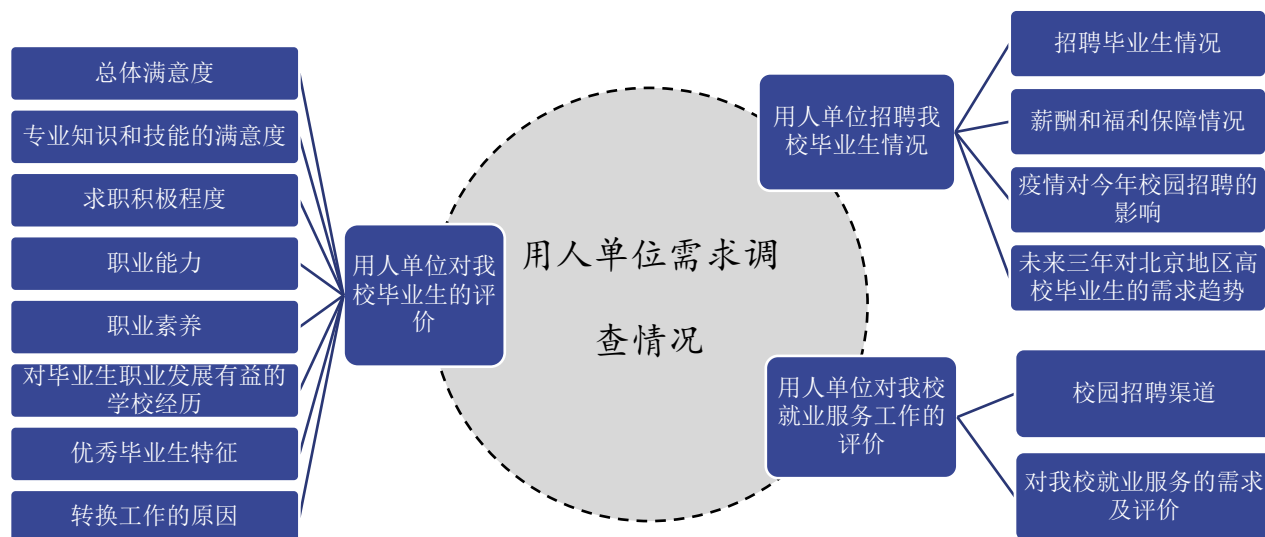 总体满意度
专业知识和技能的满意度
求职积极程度
职业能力
职业素养
对毕业生职业发展有益的
学校经历
优秀毕业生特征
转换工作的原因
用人单位对我
校毕业生的评
价
用人单位需求调
查情况
用人单位招聘我
校毕业生情况
招聘毕业生情况
薪酬和福利保障情况
疫情对今年校园招聘的
影响
未来三年对北京地区高
校毕业生的需求趋势
用人单位对我校
就业服务工作的
评价
校园招聘渠道
对我校就业服务的需求
及评价